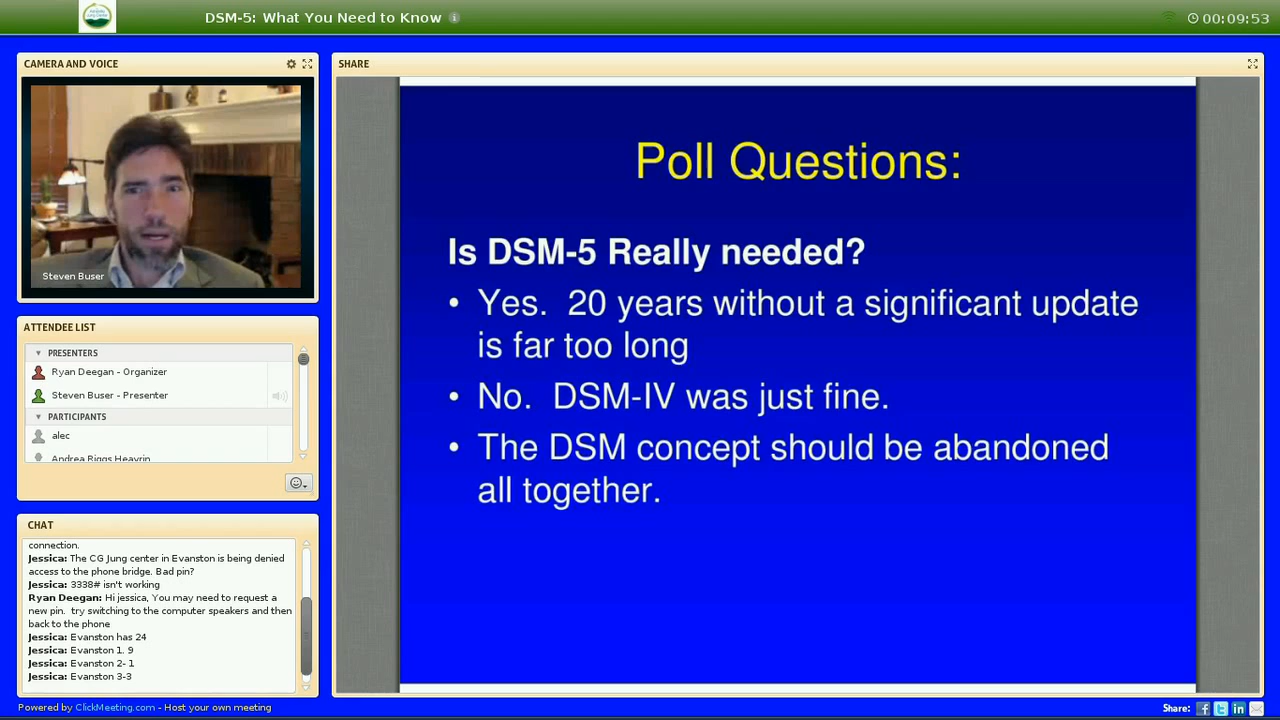 DSM-5: What You Need to Know
00:09:53
CAMERA AND VOICE
Steven Buser
ATTENDEE LIST
PRESENTERS
Ryan Deegan - Organizer
Steven Buser - Presenter
PARTICIPANTS
alec
Andrea Riggs Heavrin
CHAT
connection.
Jessica: The CG Jung center in Evanston is being denied
access to the phone bridge. Bad pin?
Jessica: 3338# isn't working
Ryan Deegan: Hi jessica, You may need to request a
new pin. try switching to the computer speakers and then
back to the phone
Jessica: Evanston has 24
Jessica: Evanston 1. 9
Jessica: Evanston 2- 1
Jessica: Evanston 3-3
SHARE
Poll Questions:
Is DSM-5 Really needed?
• Yes. 20 years without a significant update
is far too long
• No. DSM-IV was just fine.
• The DSM concept should be abandoned
all together.
Powered by ClickMeeting.com - Host your own meeting
Share: